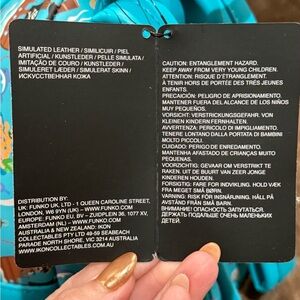 SIMULATED LEATHER / SIMILICUIR / PIEL
ARTIFICIAL / KUNSTLEDER / PELLE SIMULATA /
IMITAÇÃO DE COURO / KUNSTLEDER /
SIMULERET LÆDER / SIMULERAT SKINN /
ИСКУССТВЕННАЯ КОЖА
DISTRIBUTION BY:
UK: FUNKO UK, LTD - 1 QUEEN CAROLINE STREET,
LONDON, W6 9YN (UK) – WWW.FUNKO.COM
EUROPE: FUNKO EU, BV – ZUIDPLEIN 36, 1077 XV,
AMSTERDAM (NL) – WWW.FUNKO.COM
AUSTRALIA & NEW ZEALAND: IKON
COLLECTABLES PTY LTD 49-59 SEABEACH
PARADE NORTH SHORE, VIC 3214 AUSTRALIA
WWW.IKONCOLLECTABLES.COM.AU
CAUTION: ENTANGLEMENT HAZARD.
KEEP AWAY FROM VERY YOUNG CHILDREN.
ATTENTION: RISQUE D'ÉTRANGLEMENT.
À TENIR HORS DE PORTÉE DES TRÈS JEUNES
ENFANTS.
PRECAUCIÓN: PELIGRO DE APRISIONAMIENTO.
MANTENER FUERA DEL ALCANCE DE LOS NIÑOS
MUY PEQUEÑOS.
VORSICHT: VERSTRICKUNGSGEFAHR. VON
KLEINEN KINDERN FERNHALTEN.
AVVERTENZA: PERICOLO DI IMPIGLIAMENTO.
TENERE LONTANO DALLA PORTATA DI BAMBINI
MOLTO PICCOLI.
CUIDADO: PERIGO DE ENREDAMENTO.
MANTENHA AFASTADO DE CRIANÇAS MUITO
PEQUENAS.
VOORZICHTIG: GEVAAR OM VERSTRIKT TE
RAKEN. UIT DE BUURT VAN ZEER JONGE
KINDEREN HOUDEN.
FORSIGTIG: FARE FOR INDVIKLING. HOLD VÆK
FRA MEGET SMÅ BØRN.
VARNING: RISK FÖR INSNÄRJNING. HÅLL PÅ
AVSTÅND FRÅN SMÅ BARN.
ВНИМАНИЕ! ОПАСНОСТЬ ЗАПУТАТЬСЯ
ДЕРЖАТЬ ПОДАЛЬШЕ ОЧЕНЬ МАЛЕНЬКИХ
ДЕТЕЙ.